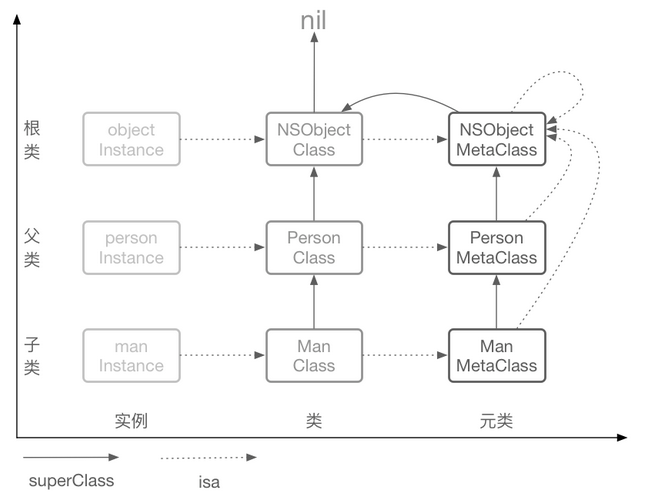 nil
根
类
object
Instance
NSObject
Class
NSObject
MetaClass
父
类
person
Instance
Person
Class
Person
MetaClass
子
类
man
Instance
Man
Class
Man
MetaClass
实例
类
元类
superClass
isa